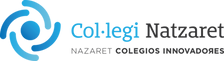 Col·legi Natzaret
NAZARET COLEGIOS INNOVADORES